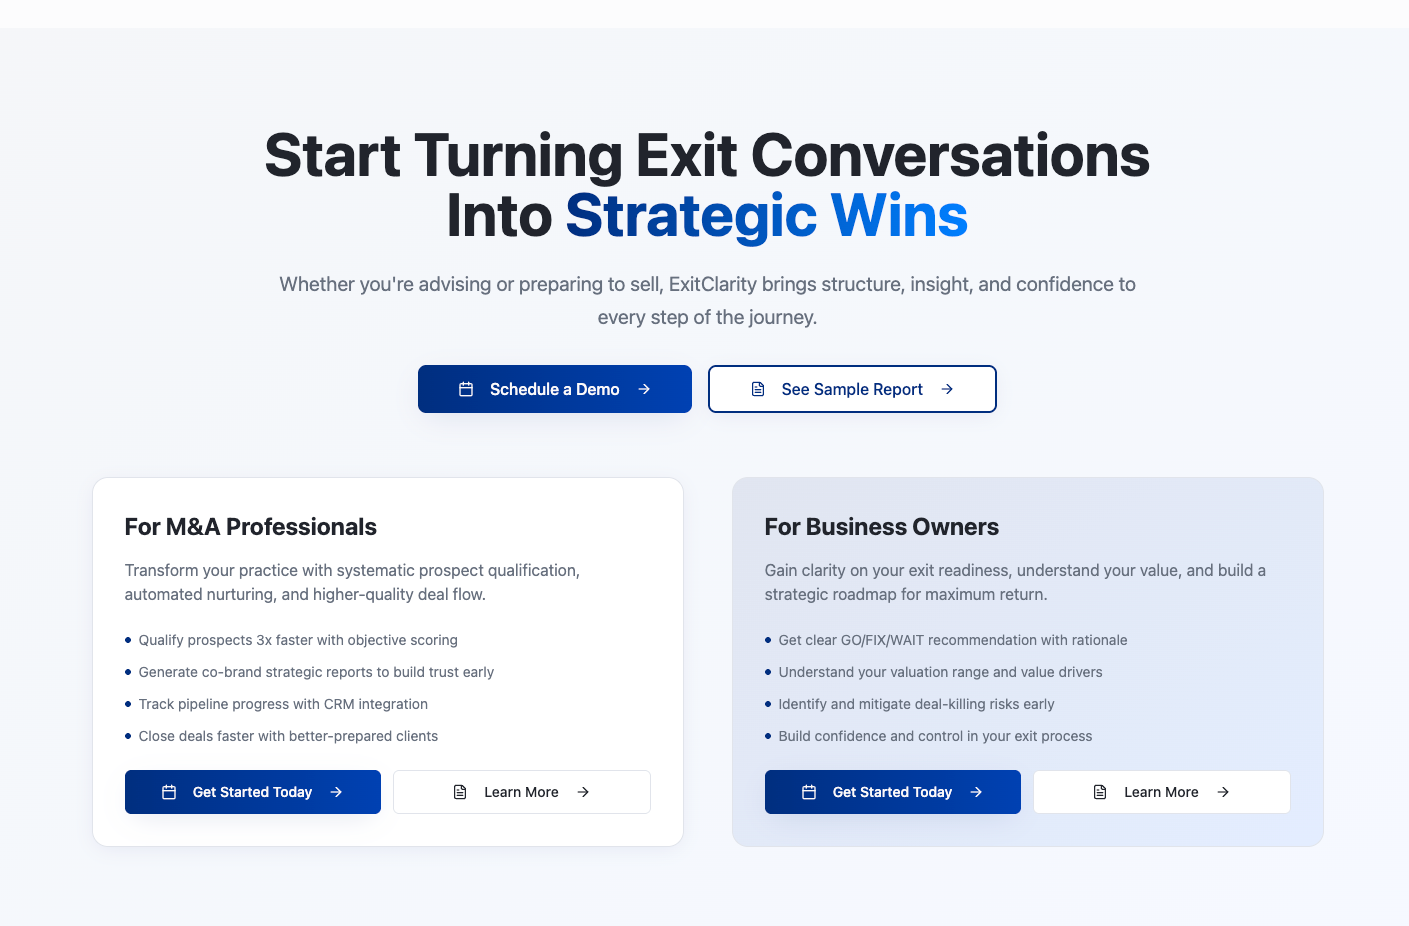 Start Turning Exit Conversations
Into Strategic Wins
Whether you're advising or preparing to sell, ExitClarity brings structure, insight, and confidence to
every step of the journey.
Schedule a Demo
See Sample Report
For M&A Professionals
Transform your practice with systematic prospect qualification,
automated nurturing, and higher-quality deal flow.
Qualify prospects 3x faster with objective scoring
Generate co-brand strategic reports to build trust early
Track pipeline progress with CRM integration
Close deals faster with better-prepared clients
Get Started Today
Learn More
For Business Owners
Gain clarity on your exit readiness, understand your value, and build a
strategic roadmap for maximum return.
Get clear GO/FIX/WAIT recommendation with rationale
Understand your valuation range and value drivers
Identify and mitigate deal-killing risks early
Build confidence and control in your exit process
Get Started Today
Learn More